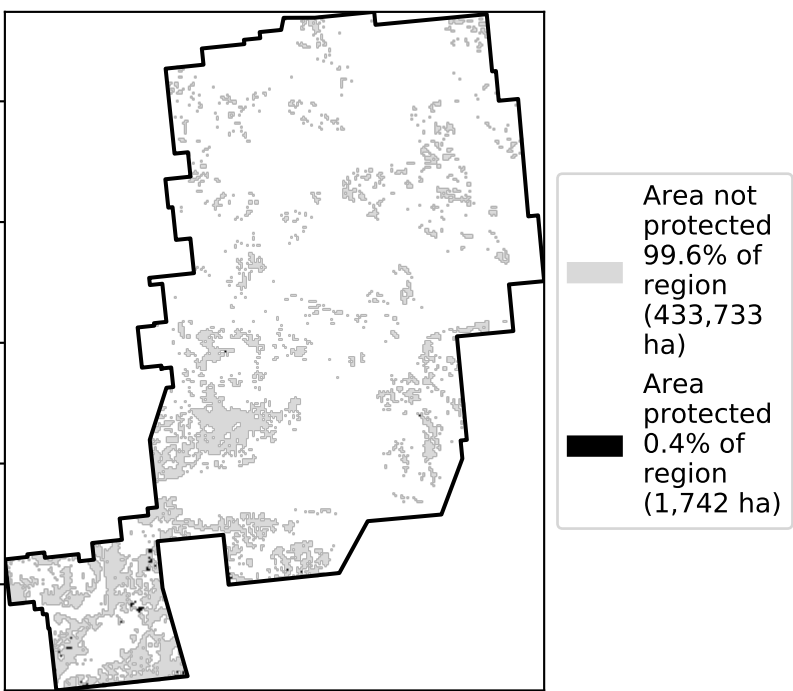 Area not
protected
99.6% of
region
(433,733
ha)
Area
protected
0.4% of
region
(1,742 ha)